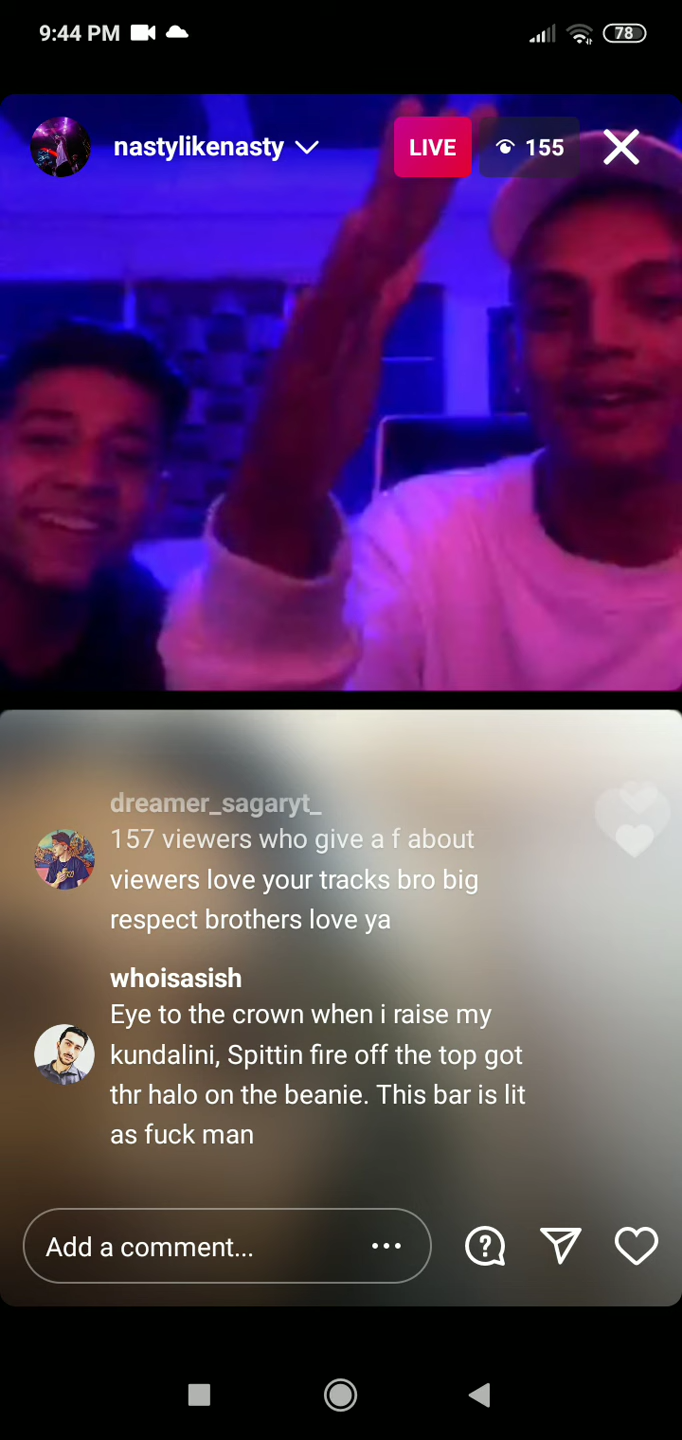 9:44 PM
78
nastylikenasty
LIVE
155
dreamer_sagaryt_
157 viewers who give a f about
viewers love your tracks bro big
respect brothers love ya
whoisasish
Eye to the crown when i raise my
kundalini, Spittin fire off the top got
thr halo on the beanie. This bar is lit
as fuck man
Add a comment...